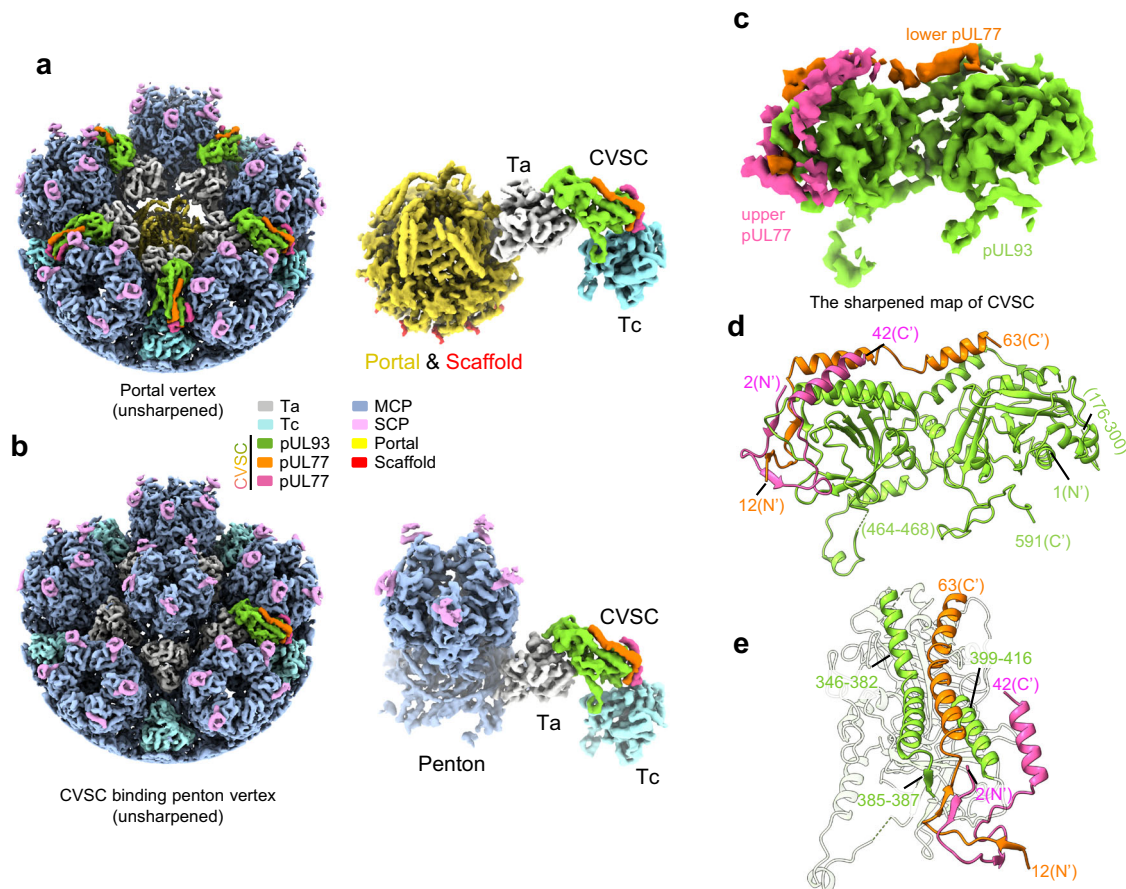 a
Ta
CVSC
Tc
Portal & Scaffold
Portal vertex
(unsharpened)
Ta
Tc
pUL93
pUL77
pUL77
CVSC
MCP
SCP
Portal
Scaffold
b
CVSC
Ta
Tc
Penton
CVSC binding penton vertex
(unsharpened)
c
lower pUL77
upper
pUL77
pUL93
The sharpened map of CVSC
d
42(C')
63(C')
2(N')
(176-300)
12(N')
1(N')
(464-468)
591(C')
e
63(C')
399-416
346-382
42(C')
385-387
2(N')
12(N')